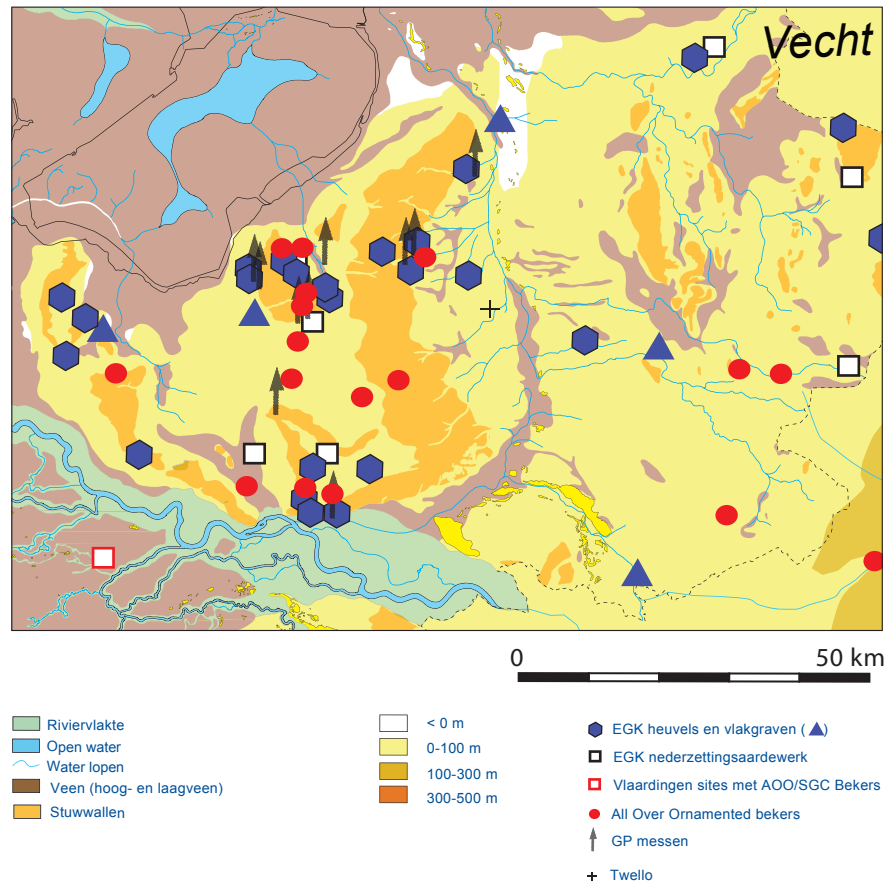 Vecht
0 50 km
Riviervlakte
Open water
Water lopen
Veen (hoog- en laagveen)
Stuwwallen
< 0 m
0-100 m
100-300 m
300-500 m
EGK heuvels en vlakgraven ( )
EGK nederzettingsaardewerk
Vlaardingen sites met AOO/SGC Bekers
All Over Ornamented bekers
GP messen
Twello